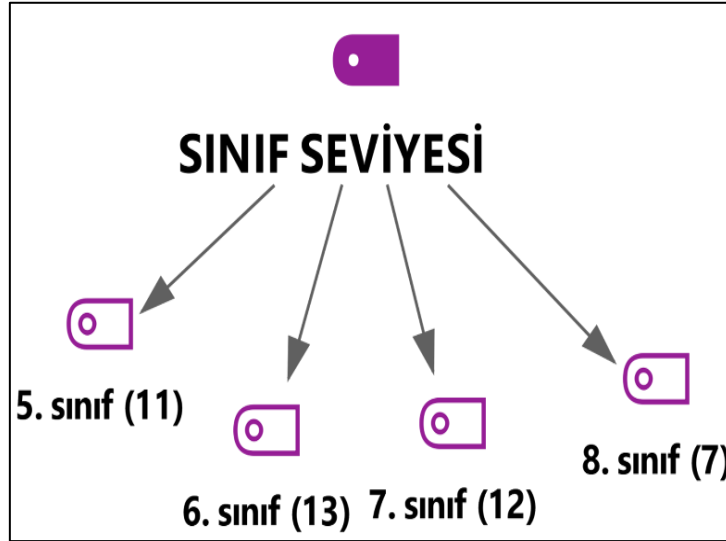 SINIF SEVİYESİ
5. sınıf (11)
6. sınıf (13)
7. sınıf (12)
8. sınıf (7)